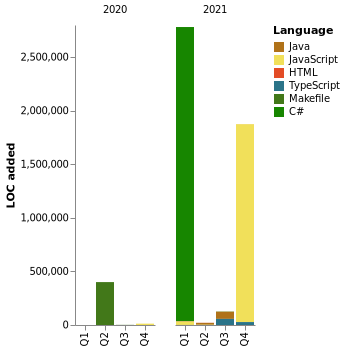 2020
2021
LOC added
2,500,000
2,000,000
1,500,000
1,000,000
500,000
0
Q1
Q2
Q3
Q4
Q1
Q2
Q3
Q4
Language
Java
JavaScript
HTML
TypeScript
Makefile
C#